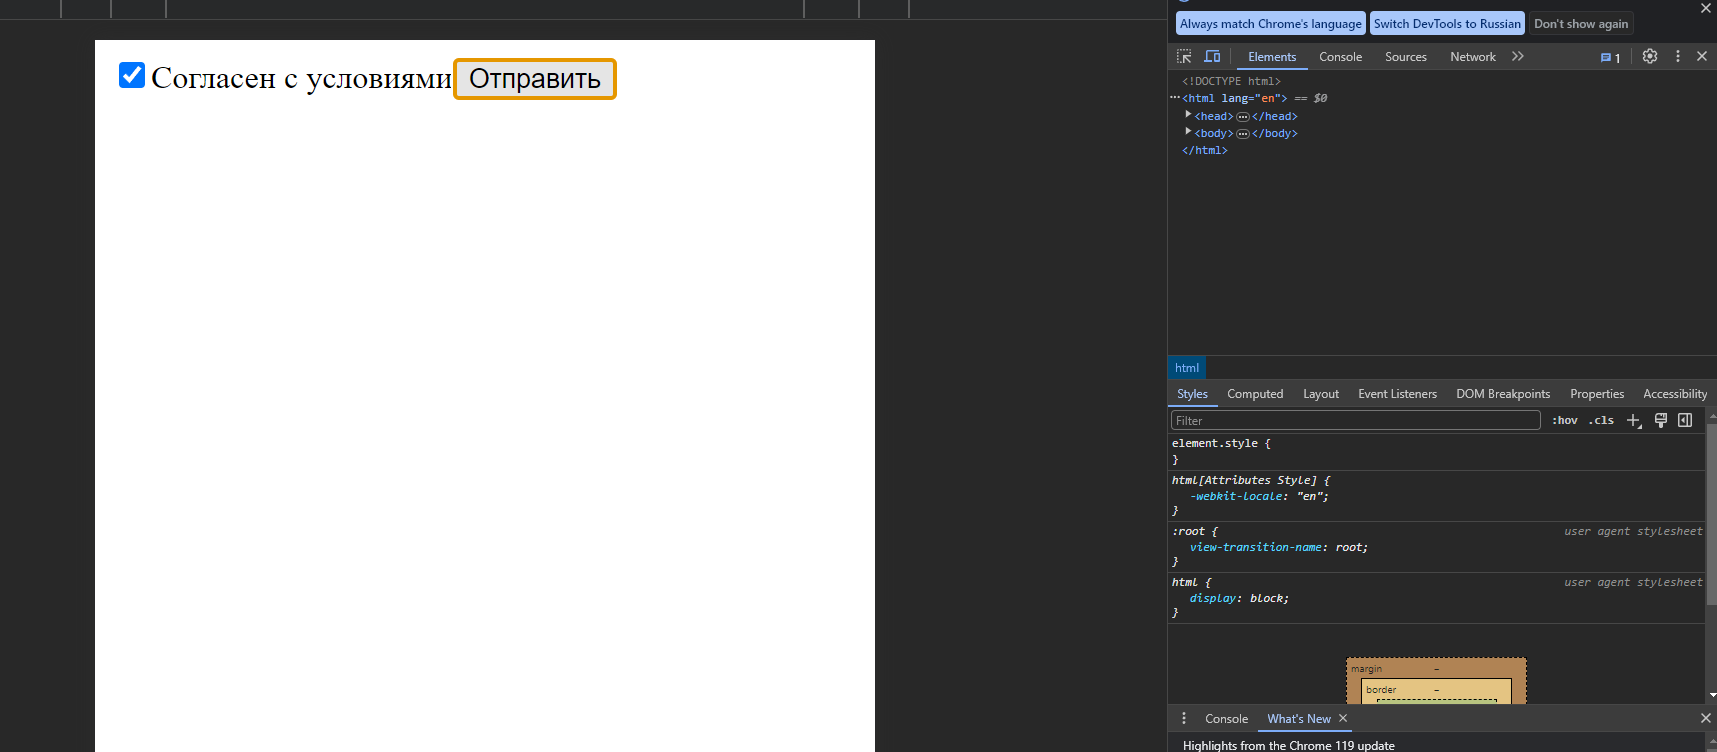 Согласен с условиями Отправить
Always match Chrome's language Switch DevTools to Russian Don't show again
Elements Console Sources Network 1
<!DOCTYPE html>
<html lang="en"> == $0
<head> </head>
<body> </body>
</html>
html
Styles Computed Layout Event Listeners DOM Breakpoints Properties Accessibility
Filter :hov .cls
element.style {
}
html[Attributes Style] {
-webkit-locale: "en";
}
:root { user agent stylesheet
view-transition-name: root;
}
html { user agent stylesheet
display: block;
}
margin –
border –
Console What's New
Highlights from the Chrome 119 update